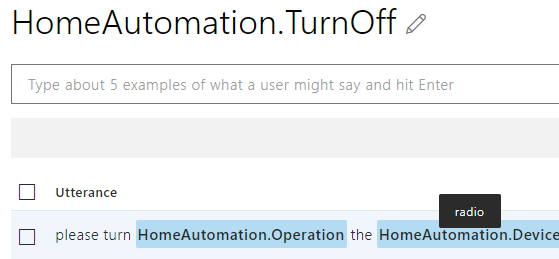 HomeAutomation.TurnOff
Type about 5 examples of what a user might say and hit Enter
Utterance
radio
please turn HomeAutomation.Operation the HomeAutomation.Device